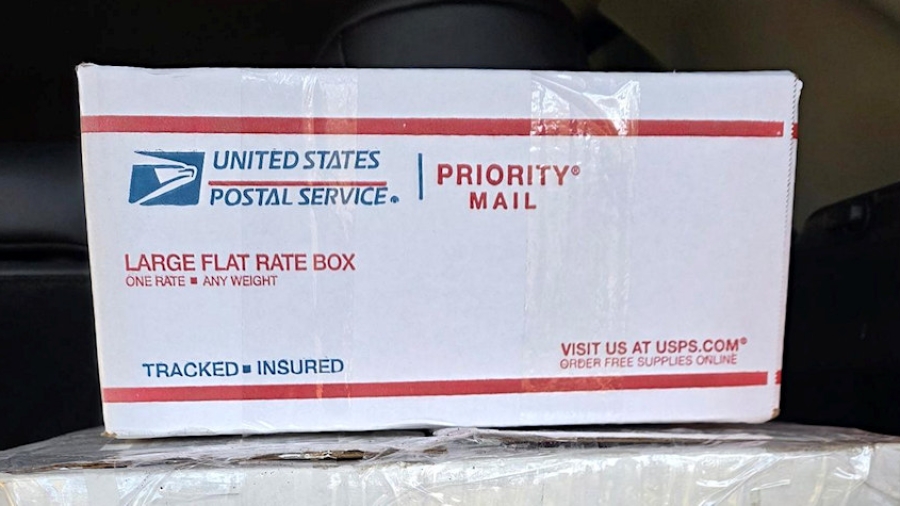 UNITED STATES
POSTAL SERVICE®
PRIORITY®
MAIL
LARGE FLAT RATE BOX
ONE RATE ■ ANY WEIGHT
TRACKED ■ INSURED
VISIT US AT USPS.COM®
ORDER FREE SUPPLIES ONLINE